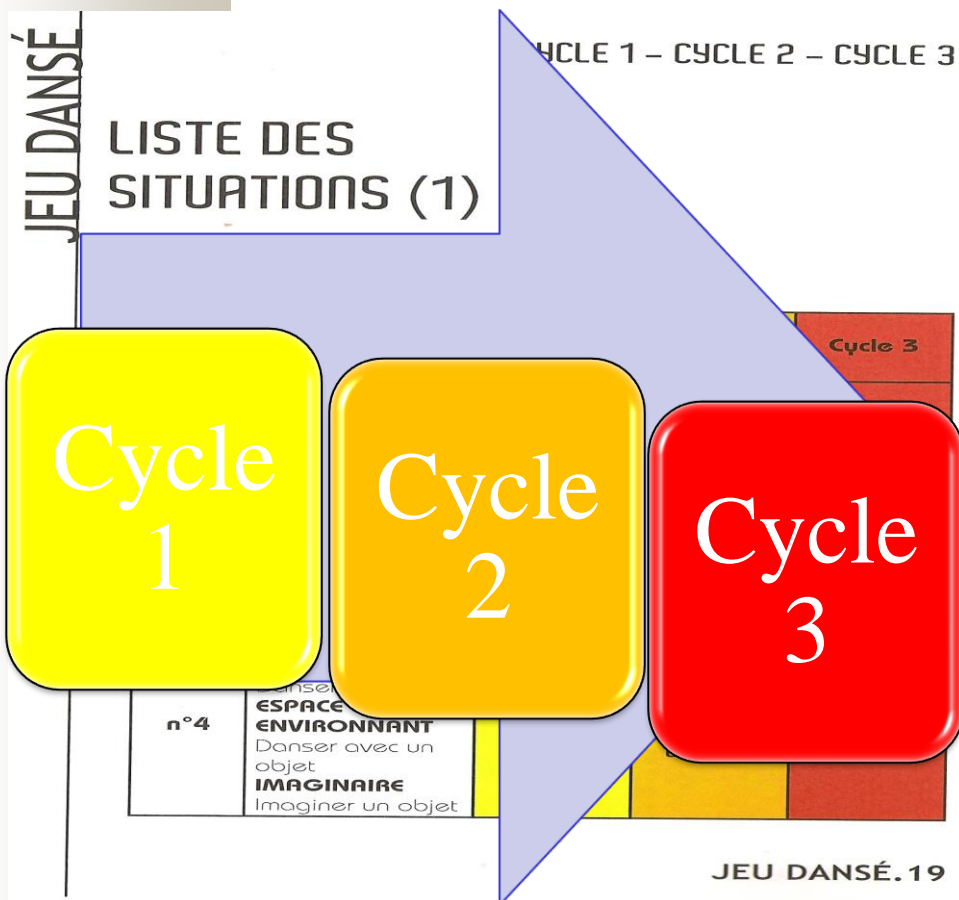 JEU DANSÉ
YCLE 1 – CYCLE 2 – CYCLE 3
LISTE DES
SITUATIONS (1)
Cycle 3
Cycle
1
Cycle
2
Cycle
3
n°4
ESPACE
ENVIRONNANT
Danser avec un
objet
IMAGINAIRE
Imaginer un objet
JEU DANSÉ.19